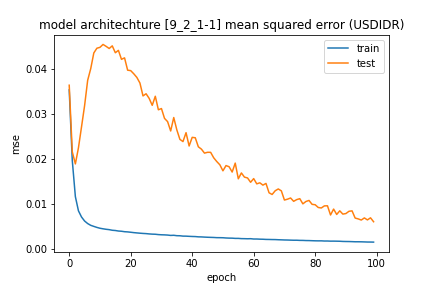 model architechture [9_2_1-1] mean squared error (USDIDR)
train
test
0.04
0.03
0.02
0.01
0.00
mse
0
20
40
60
80
100
epoch